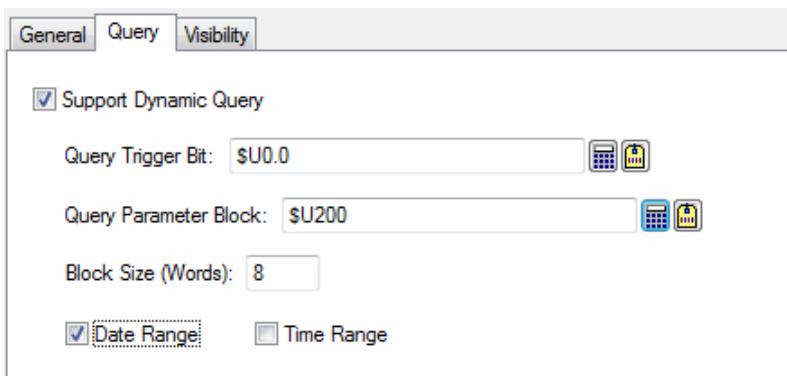 General Query Visibility
Support Dynamic Query
Query Trigger Bit: $U0.0
Query Parameter Block: $U200
Block Size (Words): 8
Date Range Time Range